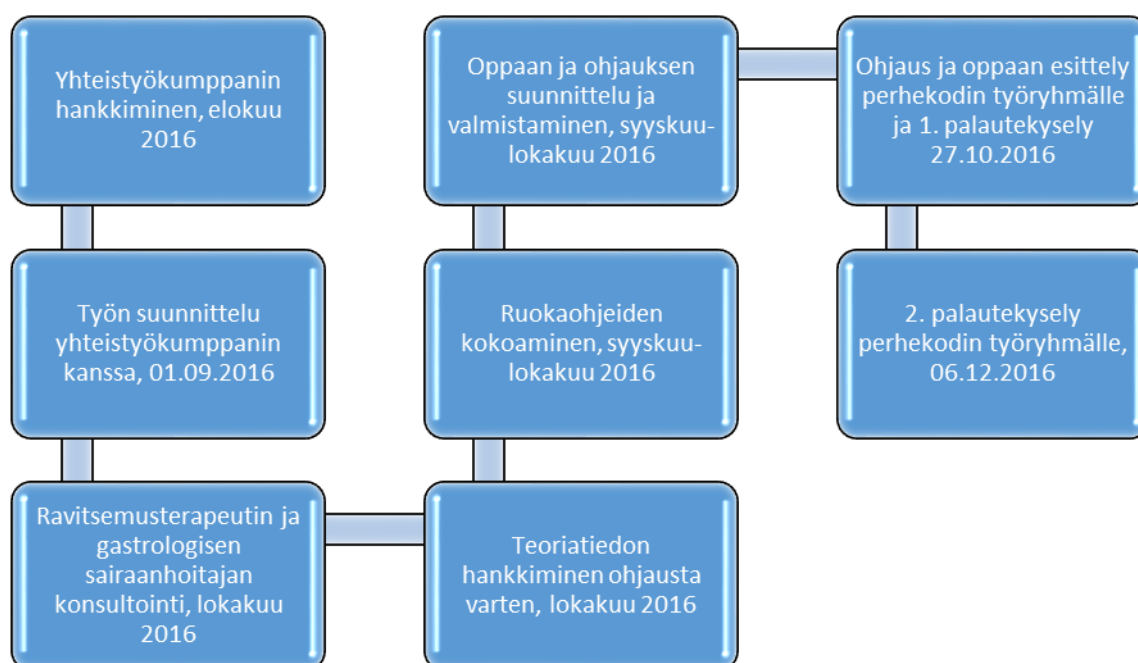 Yhteistyökumppanin
hankkiminen, elokuu
2016
Työn suunnittelu
yhteistyökumppanin
kanssa, 01.09.2016
Ravitsemusterapeutin ja
gastrologisen
sairaanhoitajan
konsultointi, lokakuu
2016
Teoriatiedon
hankkiminen ohjausta
varten, lokakuu 2016
Ruokaohjeiden
kokoaminen, syyskuu-
lokakuu 2016
Oppaan ja ohjauksen
suunnittelu ja
valmistaminen, syyskuu-
lokakuu 2016
Ohjaus ja oppaan esittely
perhekodin työryhmälle
ja 1. palautekysely
27.10.2016
2. palautekysely
perhekodin työryhmälle,
06.12.2016